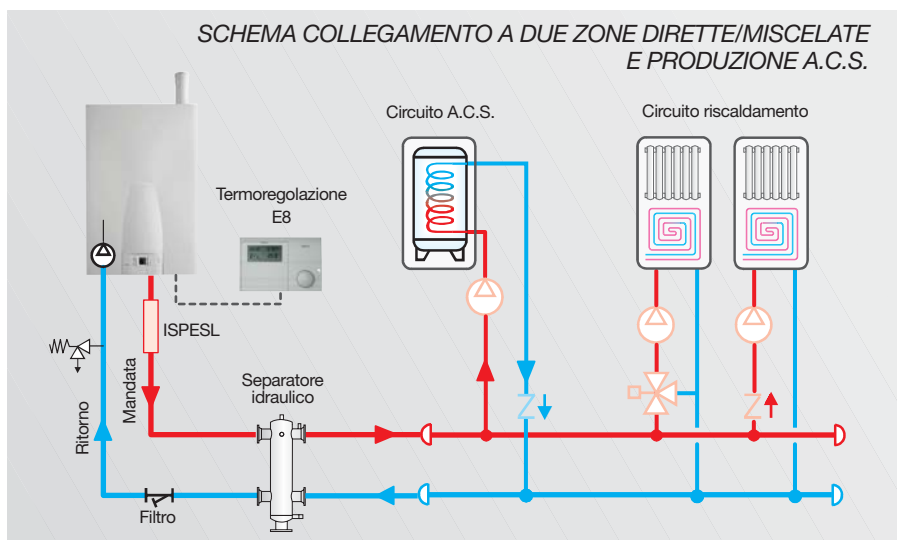 SCHEMA COLLEGAMENTO A DUE ZONE DIRETTE/MISCELATE
E PRODUZIONE A.C.S.
Circuito A.C.S.
Circuito riscaldamento
Termoregolazione
E8
ISPESL
Mandata
Separatore
idraulico
Ritorno
Filtro